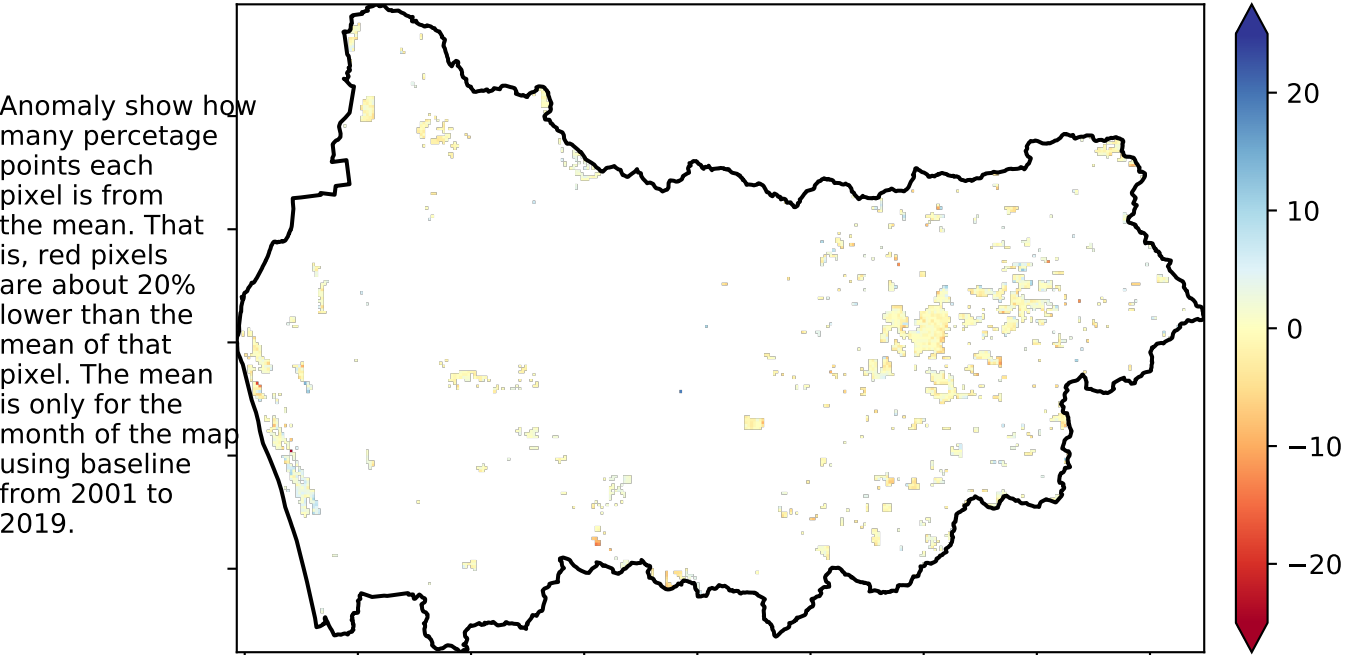 Anomaly show how
many percetage
points each
pixel is from
the mean. That
is, red pixels
are about 20%
lower than the
mean of that
pixel. The mean
is only for the
month of the map
using baseline
from 2001 to
2019.
20
10
0
−10
−20